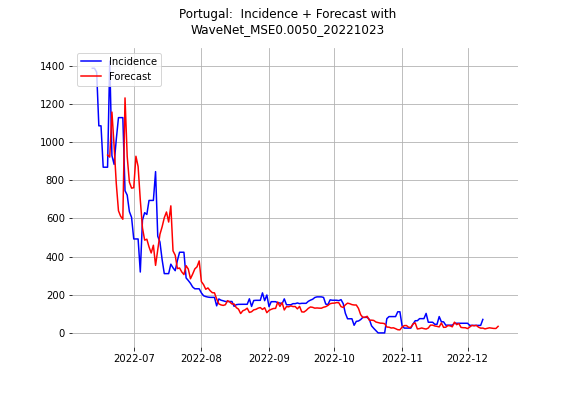 Portugal:  Incidence + Forecast with
WaveNet_MSE0.0050_20221023
Incidence
Forecast
1400
1200
1000
800
600
400
200
0
2022-07 2022-08 2022-09 2022-10 2022-11 2022-12